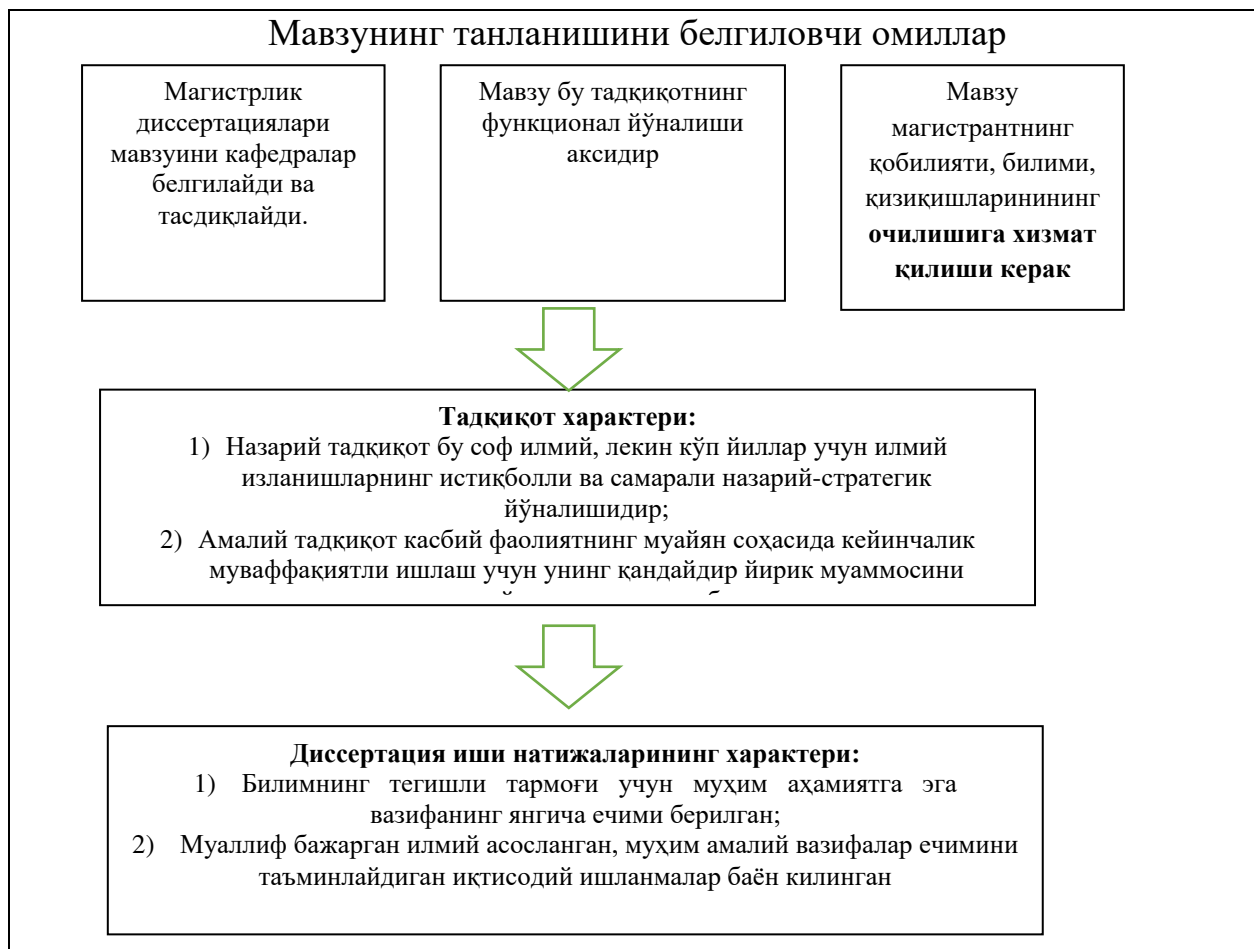 Мавзунинг танланишини белгиловчи омиллар
Магистрлик
диссертациялари
мавзуини кафедралар
белгилайди ва
тасдиқлайди.
Мавзу бу тадқиқотнинг
функционал йўналиши
аксидир
Мавзу
магистрантнинг
қобилияти, билими,
қизиқишларинининг
очилишига хизмат
қилиши керак
Тадқиқот характери:
1) Назарий тадқиқот бу соф илмий, лекин кўп йиллар учун илмий
изланишларнинг истиқболли ва самарали назарий-стратегик
йўналишидир;
2) Амалий тадқиқот касбий фаолиятнинг муайян соҳасида кейинчалик
муваффақиятли ишлаш учун унинг қандайдир йирик муаммосини
Диссертация иши натижаларининг характери:
1) Билимнинг тегишли тармоғи учун муҳим аҳамиятга эга
вазифанинг янгича ечими берилган;
2) Муаллиф бажарган илмий асосланган, муҳим амалий вазифалар ечимини
таъминлайдиган иқтисодий ишланмалар баён килинган